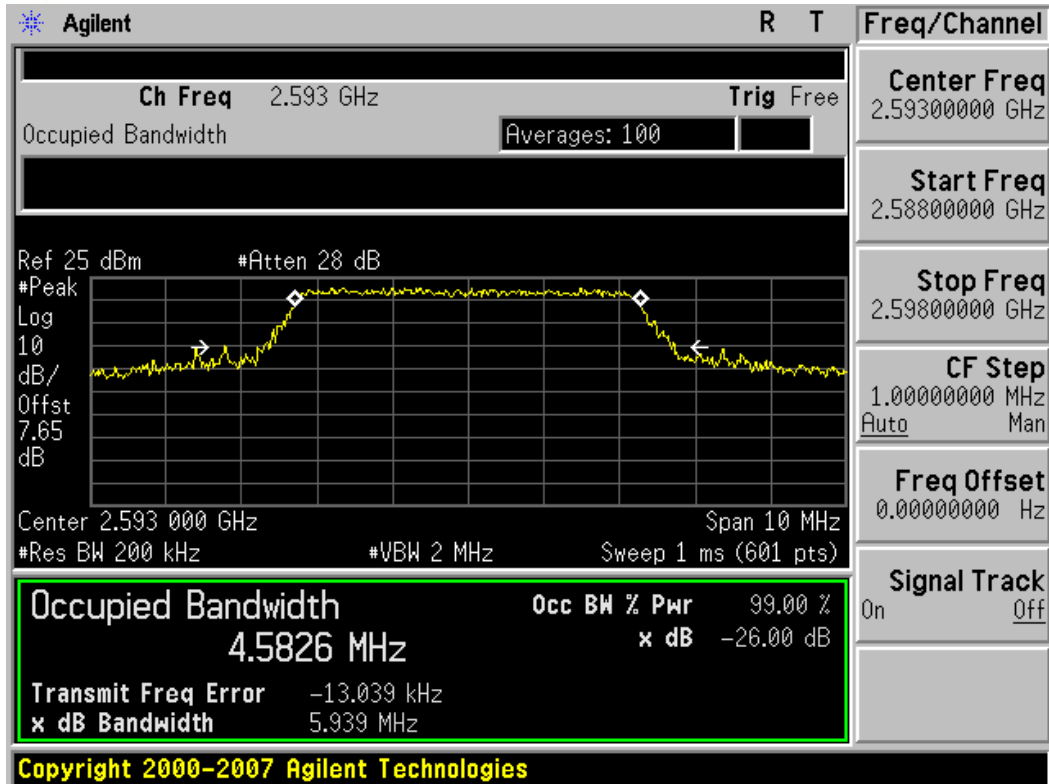 Agilent R T
Ch Freq 2.593 GHz Trig Free
Occupied Bandwidth Averages: 100
Ref 25 dBm #Atten 28 dB
#Peak
Log
10
dB/
Offst
7.65
dB
Center 2.593 000 GHz Span 10 MHz
#Res BW 200 kHz #VBW 2 MHz Sweep 1 ms (601 pts)
Occupied Bandwidth Occ BW % Pwr 99.00 %
4.5826 MHz x dB -26.00 dB
Transmit Freq Error -13.039 kHz
x dB Bandwidth 5.939 MHz
Copyright 2000-2007 Agilent Technologies
Freq/Channel
Center Freq
2.59300000 GHz
Start Freq
2.58800000 GHz
Stop Freq
2.59800000 GHz
CF Step
1.00000000 MHz
Auto Man
Freq Offset
0.00000000 Hz
Signal Track
On Off